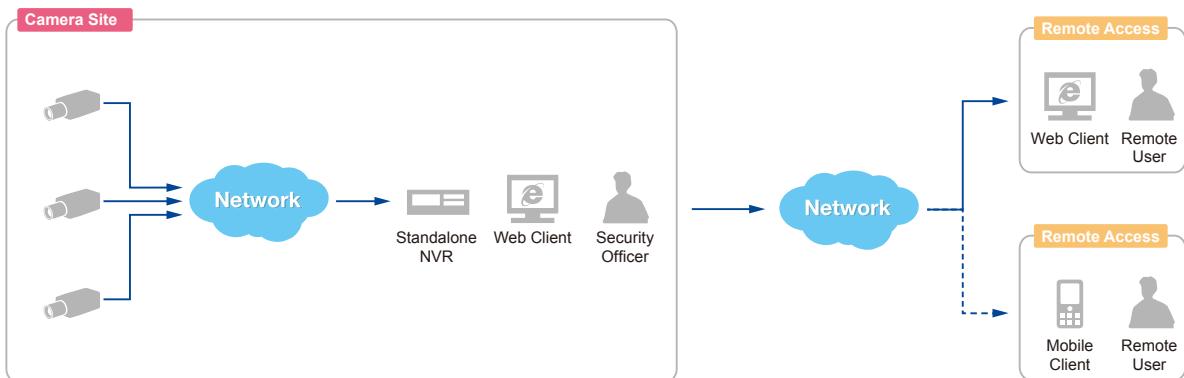 Camera Site
Network
Standalone
NVR
Web Client
Security
Officer
Network
Remote Access
Web Client
Remote
User
Remote Access
Mobile
Client
Remote
User